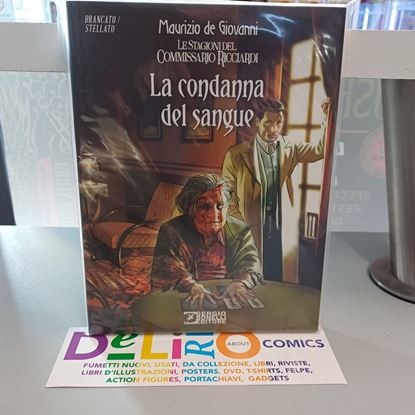 BRANCATO /
STELLATO
Maurizio de Giovanni
LE STAGIONI DEL
COMMISSARIO RICCIARDI
La condanna
del sangue
SERGIO
BONELLI
EDITORE
DeLiRi
ABOUT
COMICS
FUMETTI NUOVI, USATI, DA COLLEZIONE, LIBRI, RIVISTE,
LIBRI D'ILLUSTRAZIONI, POSTERS, DVD, T-SHIRTS, FELPE,
ACTION FIGURES, PORTACHIAVI, GADGETS